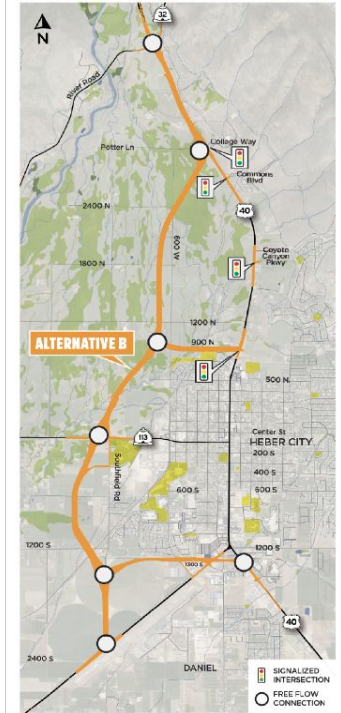 32
N
River Road
Potter Ln
College Way
Commons
Blvd
2400 N
40
600 W
Coyote
Canyon
Pkwy
1800 N
1200 N
900 N
ALTERNATIVE B
500 N
Center St
HEBER CITY
113
200 S
400 S
600 S
600 S
Southfield Rd
1200 S
1200 S
1300 S
40
2400 S
DANIEL
SIGNALIZED
INTERSECTION
FREE FLOW
CONNECTION